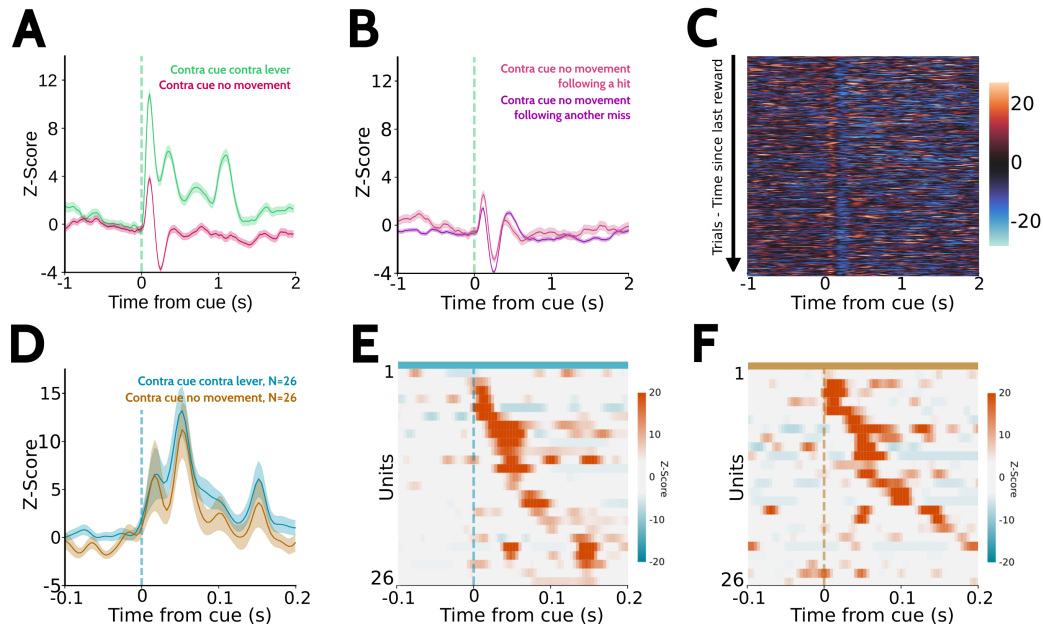 A
B
C
Contra cue contra lever
Contra cue no movement
12
8
4
0
-4
-1
0
1
2
Z-Score
Time from cue (s)
Contra cue no movement
following a hit
Contra cue no movement
following another miss
12
8
4
0
-4
-1
0
1
2
Z-Score
Time from cue (s)
Trials - Time since last reward
-1
0
1
2
Time from cue (s)
20
10
0
-10
-20
D
E
F
Contra cue contra lever, N=26
Contra cue no movement, N=26
15
10
5
0
-5
-0.1
0
0.1
0.2
Z-Score
Time from cue (s)
1
Units
26
-0.1
0
0.1
0.2
Time from cue (s)
20
10
0
-10
-20
Z-Score
1
Units
26
-0.1
0
0.1
0.2
Time from cue (s)
20
10
0
-10
-20
Z-Score